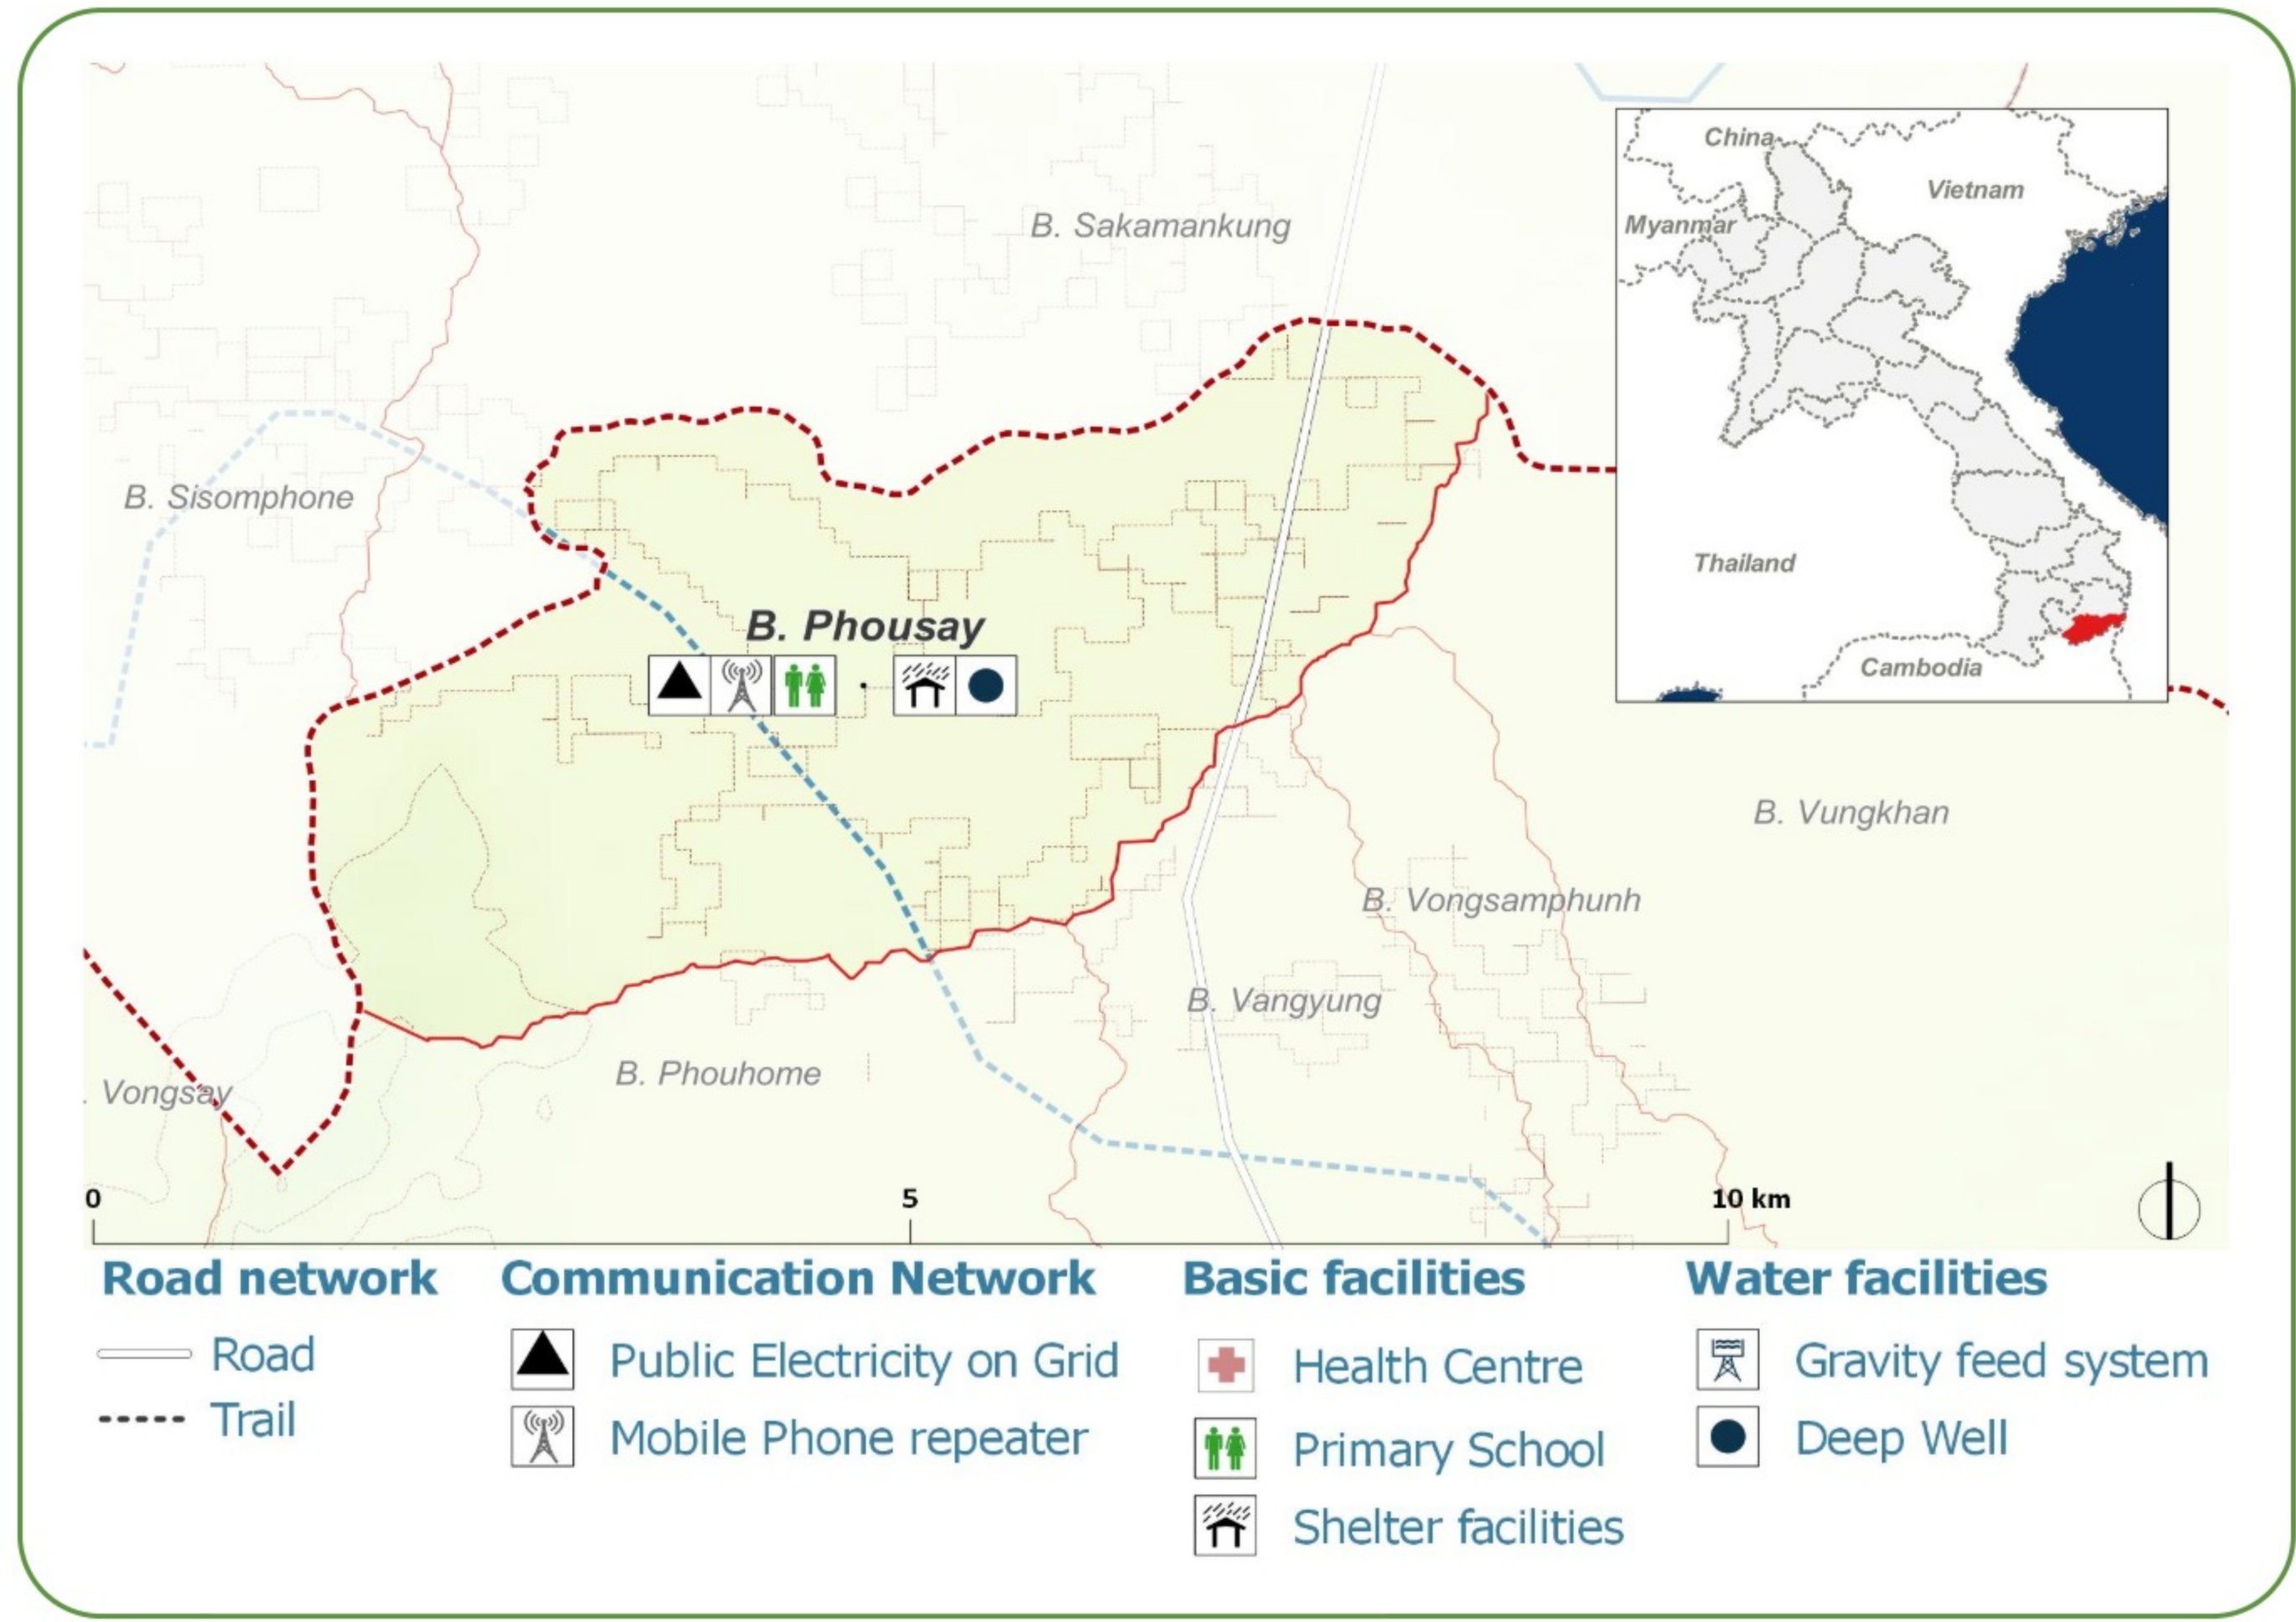 B. Sakamankung
B. Sisomphone
B. Phousay
B. Vungkhan
B. Vongsamphunh
B. Vangyung
B. Phouhome
. Vongsay
China
Vietnam
Myanmar
Thailand
Cambodia
0
5
10 km
Road network
Road
Trail
Communication Network
Public Electricity on Grid
Mobile Phone repeater
Basic facilities
Health Centre
Primary School
Shelter facilities
Water facilities
Gravity feed system
Deep Well